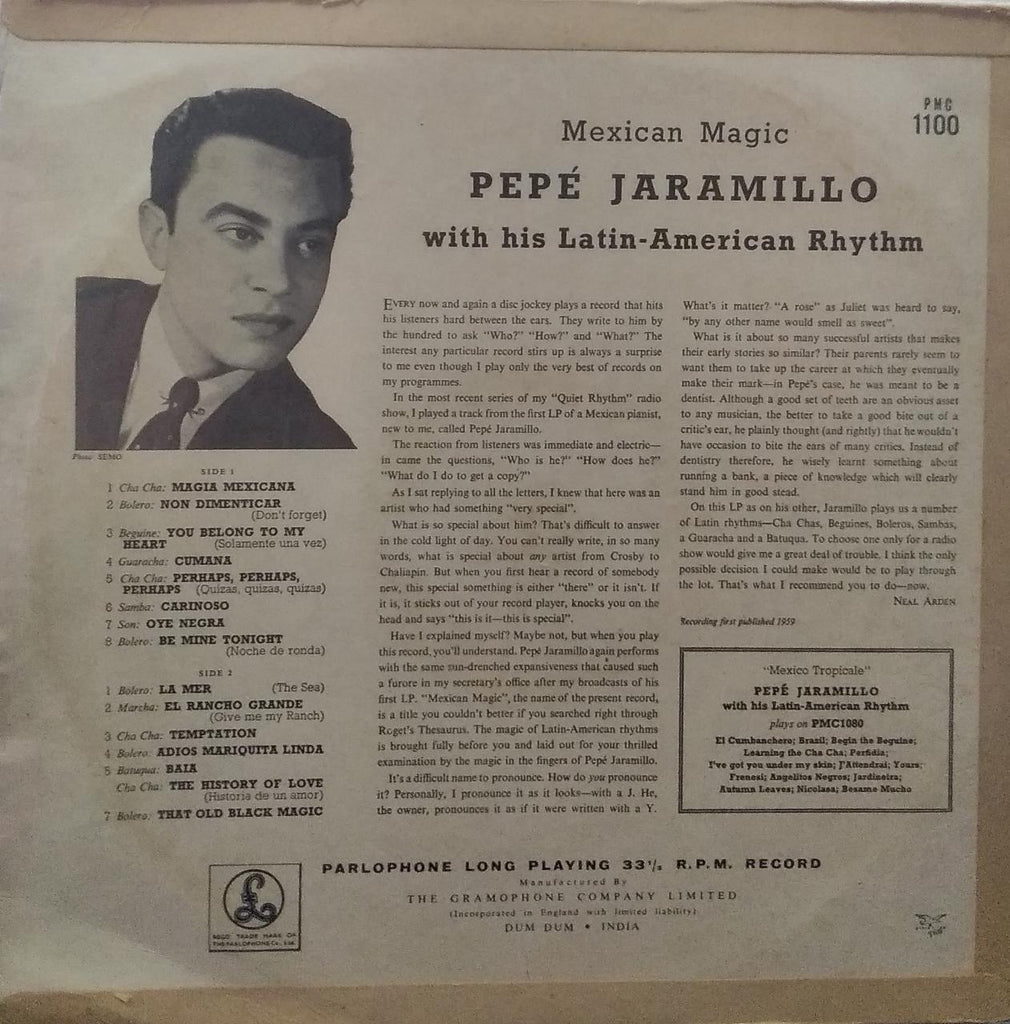 PMC
1100
Mexican Magic
PEPÉ JARAMILLO
with his Latin-American Rhythm
Photo SEMO
SIDE 1
1 Cha Cha: MAGIA MEXICANA
2 Bolero: NON DIMENTICAR
(Don't forget)
3 Beguine: YOU BELONG TO MY
HEART (Solamente una vez)
4 Guaracha: CUMANA
5 Cha Cha: PERHAPS, PERHAPS,
PERHAPS (Quizas, quizas, quizas)
6 Samba: CARINOSO
7 Son: OYE NEGRA
8 Bolero: BE MINE TONIGHT
(Noche de ronda)
SIDE 2
1 Bolero: LA MER (The Sea)
2 Marcha: EL RANCHO GRANDE
(Give me my Ranch)
3 Cha Cha: TEMPTATION
4 Bolero: ADIOS MARIQUITA LINDA
5 Batuqua: BAIA
Cha Cha: THE HISTORY OF LOVE
(Historia de un amor)
7 Bolero: THAT OLD BLACK MAGIC
EVERY now and again a disc jockey plays a record that hits
his listeners hard between the ears. They write to him by
the hundred to ask "Who?" "How?" and "What?" The
interest any particular record stirs up is always a surprise
to me even though I play only the very best of records on
my programmes.
In the most recent series of my "Quiet Rhythm" radio
show, I played a track from the first LP of a Mexican pianist,
new to me, called Pepé Jaramillo.
The reaction from listeners was immediate and electric—
in came the questions, "Who is he?" "How does he?"
"What do I do to get a copy?"
As I sat replying to all the letters, I knew that here was an
artist who had something "very special".
What is so special about him? That's difficult to answer
in the cold light of day. You can't really write, in so many
words, what is special about any artist from Crosby to
Chaliapin. But when you first hear a record of somebody
new, this special something is either "there" or it isn't. If
it is, it sticks out of your record player, knocks you on the
head and says "this is it—this is special".
Have I explained myself? Maybe not, but when you play
this record, you'll understand. Pepé Jaramillo again performs
with the same sun-drenched expansiveness that caused such
a furore in my secretary's office after my broadcasts of his
first LP. "Mexican Magic", the name of the present record,
is a title you couldn't better if you searched right through
Roget's Thesaurus. The magic of Latin-American rhythms
is brought fully before you and laid out for your thrilled
examination by the magic in the fingers of Pepé Jaramillo.
It's a difficult name to pronounce. How do you pronounce
it? Personally, I pronounce it as it looks—with a J. He,
the owner, pronounces it as if it were written with a Y.
What's it matter? "A rose" as Juliet was heard to say,
"by any other name would smell as sweet".
What is it about so many successful artists that makes
their early stories so similar? Their parents rarely seem to
want them to take up the career at which they eventually
make their mark—in Pepé's case, he was meant to be a
dentist. Although a good set of teeth are an obvious asset
to any musician, the better to take a good bite out of a
critic's ear, he plainly thought (and rightly) that he wouldn't
have occasion to bite the ears of many critics. Instead of
dentistry therefore, he wisely learnt something about
running a bank, a piece of knowledge which will clearly
stand him in good stead.
On this LP as on his other, Jaramillo plays us a number
of Latin rhythms—Cha Chas, Beguines, Boleros, Sambas,
a Guaracha and a Batuqua. To choose one only for a radio
show would give me a great deal of trouble. I think the only
possible decision I could make would be to play through
the lot. That's what I recommend you to do—now.
NEAL ARDEN
Recording first published 1959
"Mexico Tropicale"
PEPÉ JARAMILLO
with his Latin-American Rhythm
plays on PMC1080
El Cumbanchero; Brazil; Begin the Beguine;
Learning the Cha Cha; Perfidia;
I've got you under my skin; J'Attendrai; Yours;
Frenesi; Angelitos Negros; Jardineira;
Autumn Leaves; Nicolasa; Besame Mucho
PARLOPHONE LONG PLAYING 33⅓ R.P.M. RECORD
Manufactured By
THE GRAMOPHONE COMPANY LIMITED
(Incorporated in England with limited liability)
DUM DUM • INDIA
£
REGD TRADE MARK OF
THE PARLOPHONE Co. Ltd.